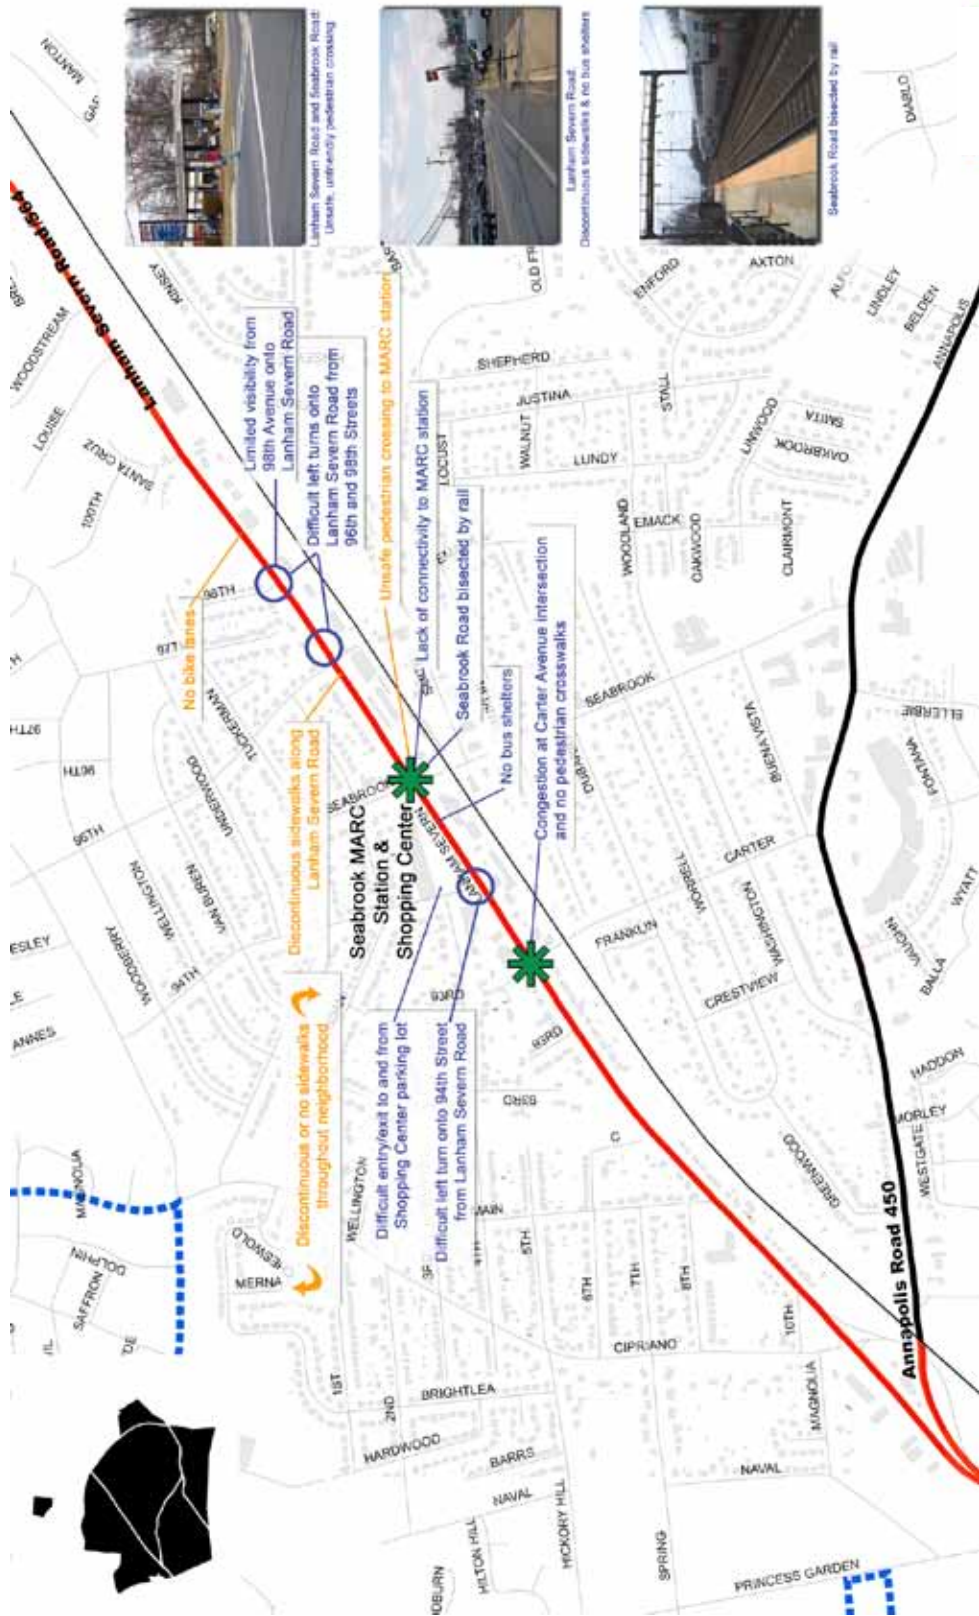 MANTON
Lanham Severn Road/564
WOODSTREAM
LOUISE
KINSEY
SANTA CRUZ
100TH
98TH
97TH
96TH
95TH
94TH
TUCKERMAN
UNDERWOOD
VAN BUREN
WELLINGTON
WOODBERRY
Lanham Severn Road and Seabrook Road:
Unsafe, unfriendly pedestrian crossing
Lanham Severn Road:
Discontinuous sidewalks & no bus shelters
Seabrook Road bisected by rail
No bike lanes
Limited visibility from
98th Avenue onto
Lanham Severn Road
Difficult left turns onto
Lanham Severn Road from
96th and 98th Streets
Unsafe pedestrian crossing to MARC station
Lack of connectivity to MARC station
Seabrook Road bisected by rail
No bus shelters
Congestion at Carter Avenue intersection
and no pedestrian crosswalks
Discontinuous sidewalks along
Lanham Severn Road
Seabrook MARC
Station &
Shopping Center
SEABROOK
Discontinuous or no sidewalks
throughout neighborhood
Difficult entry/exit to and from
Shopping Center parking lot
Difficult left turn onto 94th Street
from Lanham Severn Road
DIABLO
AXTON
ENFORD
LINDLEY
BELDEN
ANNAPOLIS
SHEPHERD
JUSTINA
WALNUT
LOCUST
LUNDY
STALL
LINWOOD
SMITA
OAKBROOK
WOODLAND
EMACK
OAKWOOD
CLAIRMONT
SEABROOK
BUENA VISTA
ELLERBIE
FONTANA
WYATT
VAUGHN
BALLA
CARTER
WORRELL
WASHINGTON
FRANKLIN
CRESTVIEW
93RD
93RD
93RD
HADDON
MORLEY
WESTGATE
GREENWOOD
Annapolis Road 450
MAGNOLIA
DOLPHIN
SAFFRON
MERNA
WELLINGTON
MAIN
5TH
6TH
7TH
8TH
10TH
C
CIPRIANO
1ST
2ND
BRIGHTLEA
HARDWOOD
BARRS
NAVAL
HILTON HILL
HICKORY HILL
SPRING
NAVAL
MAGNOLIA
PRINCESS GARDEN